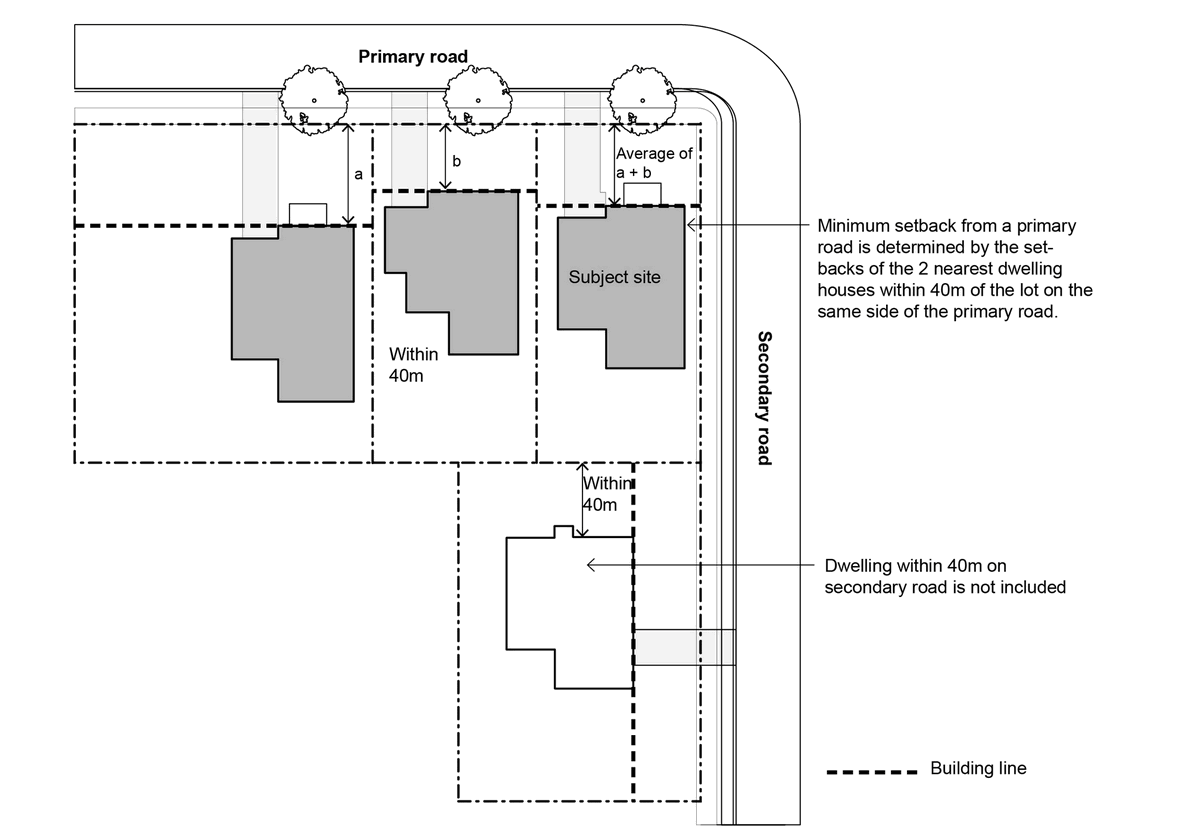 Primary road
a
b
Average of
a + b
Subject site
Within
40m
Minimum setback from a primary
road is determined by the set-
backs of the 2 nearest dwelling
houses within 40m of the lot on the
same side of the primary road.
Secondary road
Within
40m
Dwelling within 40m on
secondary road is not included
Building line